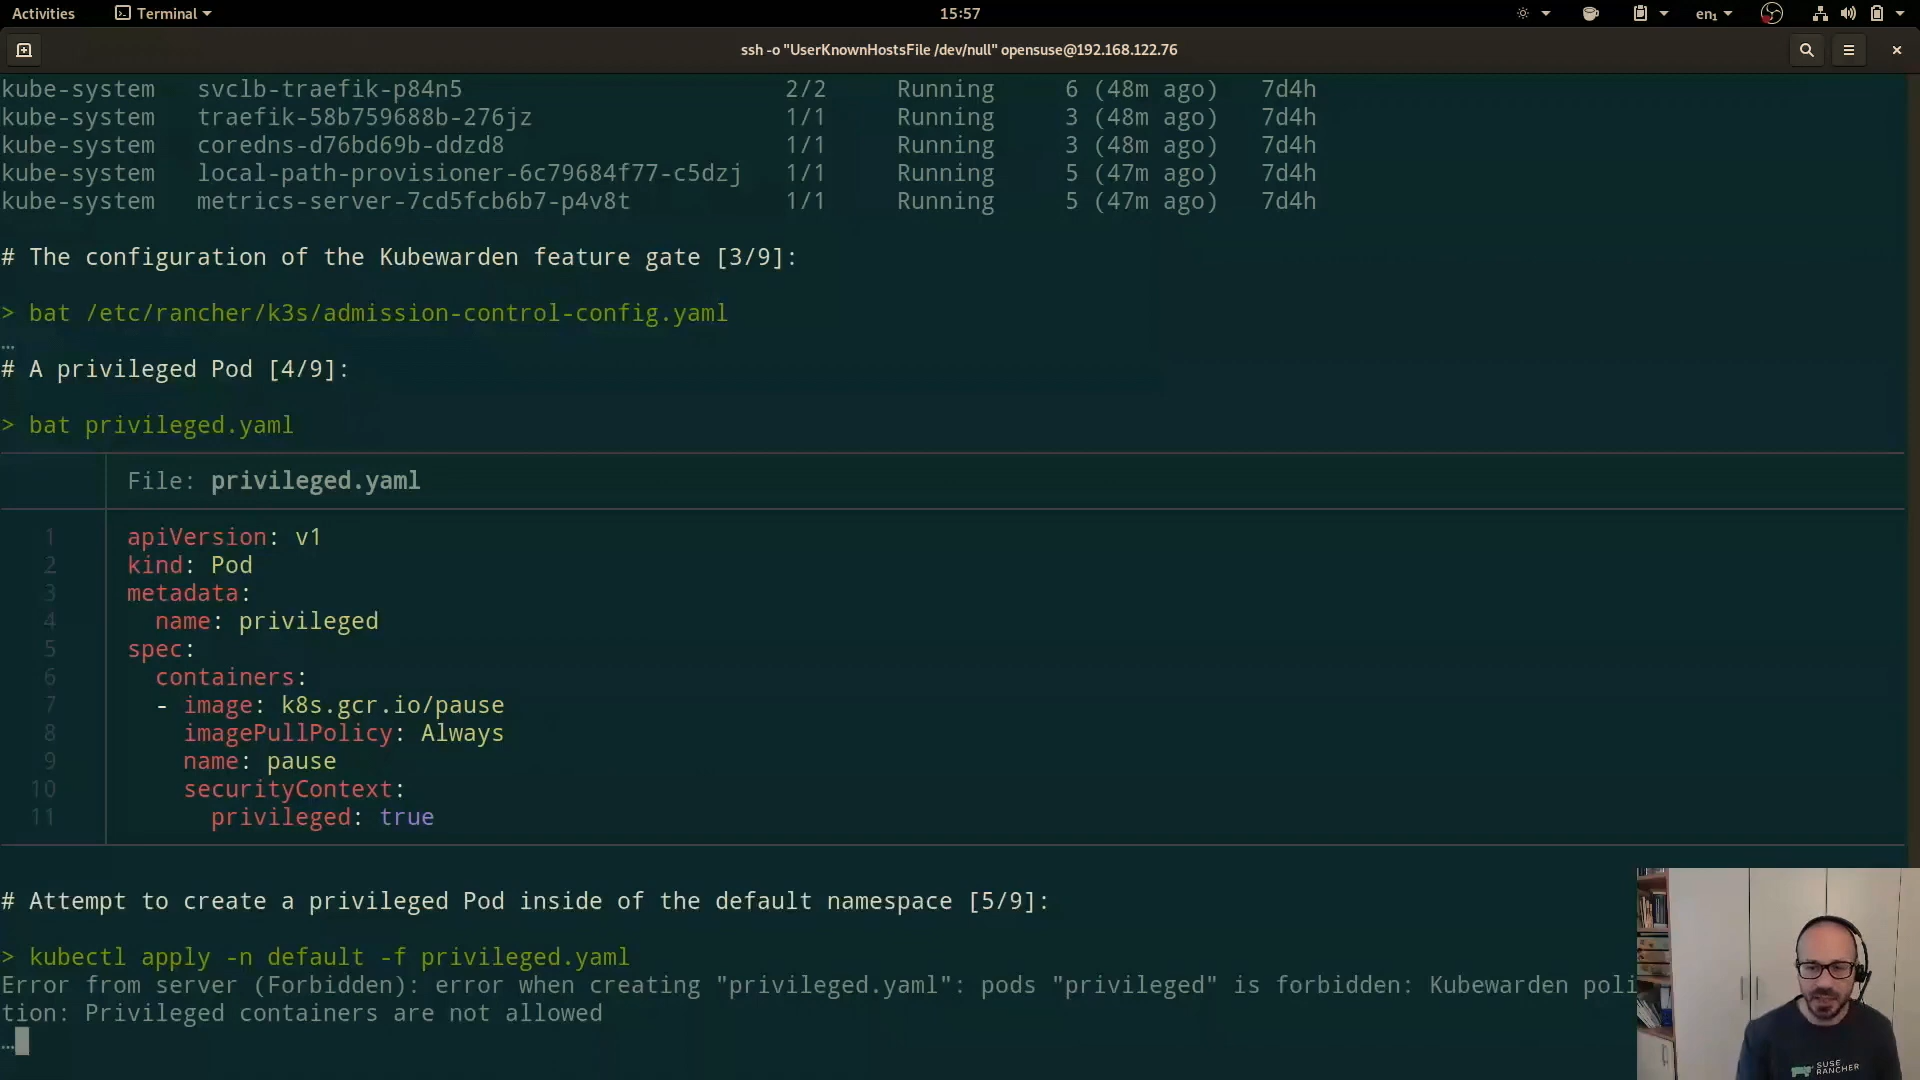 Activities Terminal 15:57 en₁
ssh -o "UserKnownHostsFile /dev/null" opensuse@192.168.122.76
kube-system svclb-traefik-p84n5 2/2 Running 6 (48m ago) 7d4h
kube-system traefik-58b759688b-276jz 1/1 Running 3 (48m ago) 7d4h
kube-system coredns-d76bd69b-ddzd8 1/1 Running 3 (48m ago) 7d4h
kube-system local-path-provisioner-6c79684f77-c5dzj 1/1 Running 5 (47m ago) 7d4h
kube-system metrics-server-7cd5fcb6b7-p4v8t 1/1 Running 5 (47m ago) 7d4h
# The configuration of the Kubewarden feature gate [3/9]:
> bat /etc/rancher/k3s/admission-control-config.yaml
…
# A privileged Pod [4/9]:
> bat privileged.yaml
File: privileged.yaml
1 apiVersion: v1
2 kind: Pod
3 metadata:
4 name: privileged
5 spec:
6 containers:
7 - image: k8s.gcr.io/pause
8 imagePullPolicy: Always
9 name: pause
10 securityContext:
11 privileged: true
# Attempt to create a privileged Pod inside of the default namespace [5/9]:
> kubectl apply -n default -f privileged.yaml
Error from server (Forbidden): error when creating "privileged.yaml": pods "privileged" is forbidden: Kubewarden poli
tion: Privileged containers are not allowed
…
SUSE
RANCHER